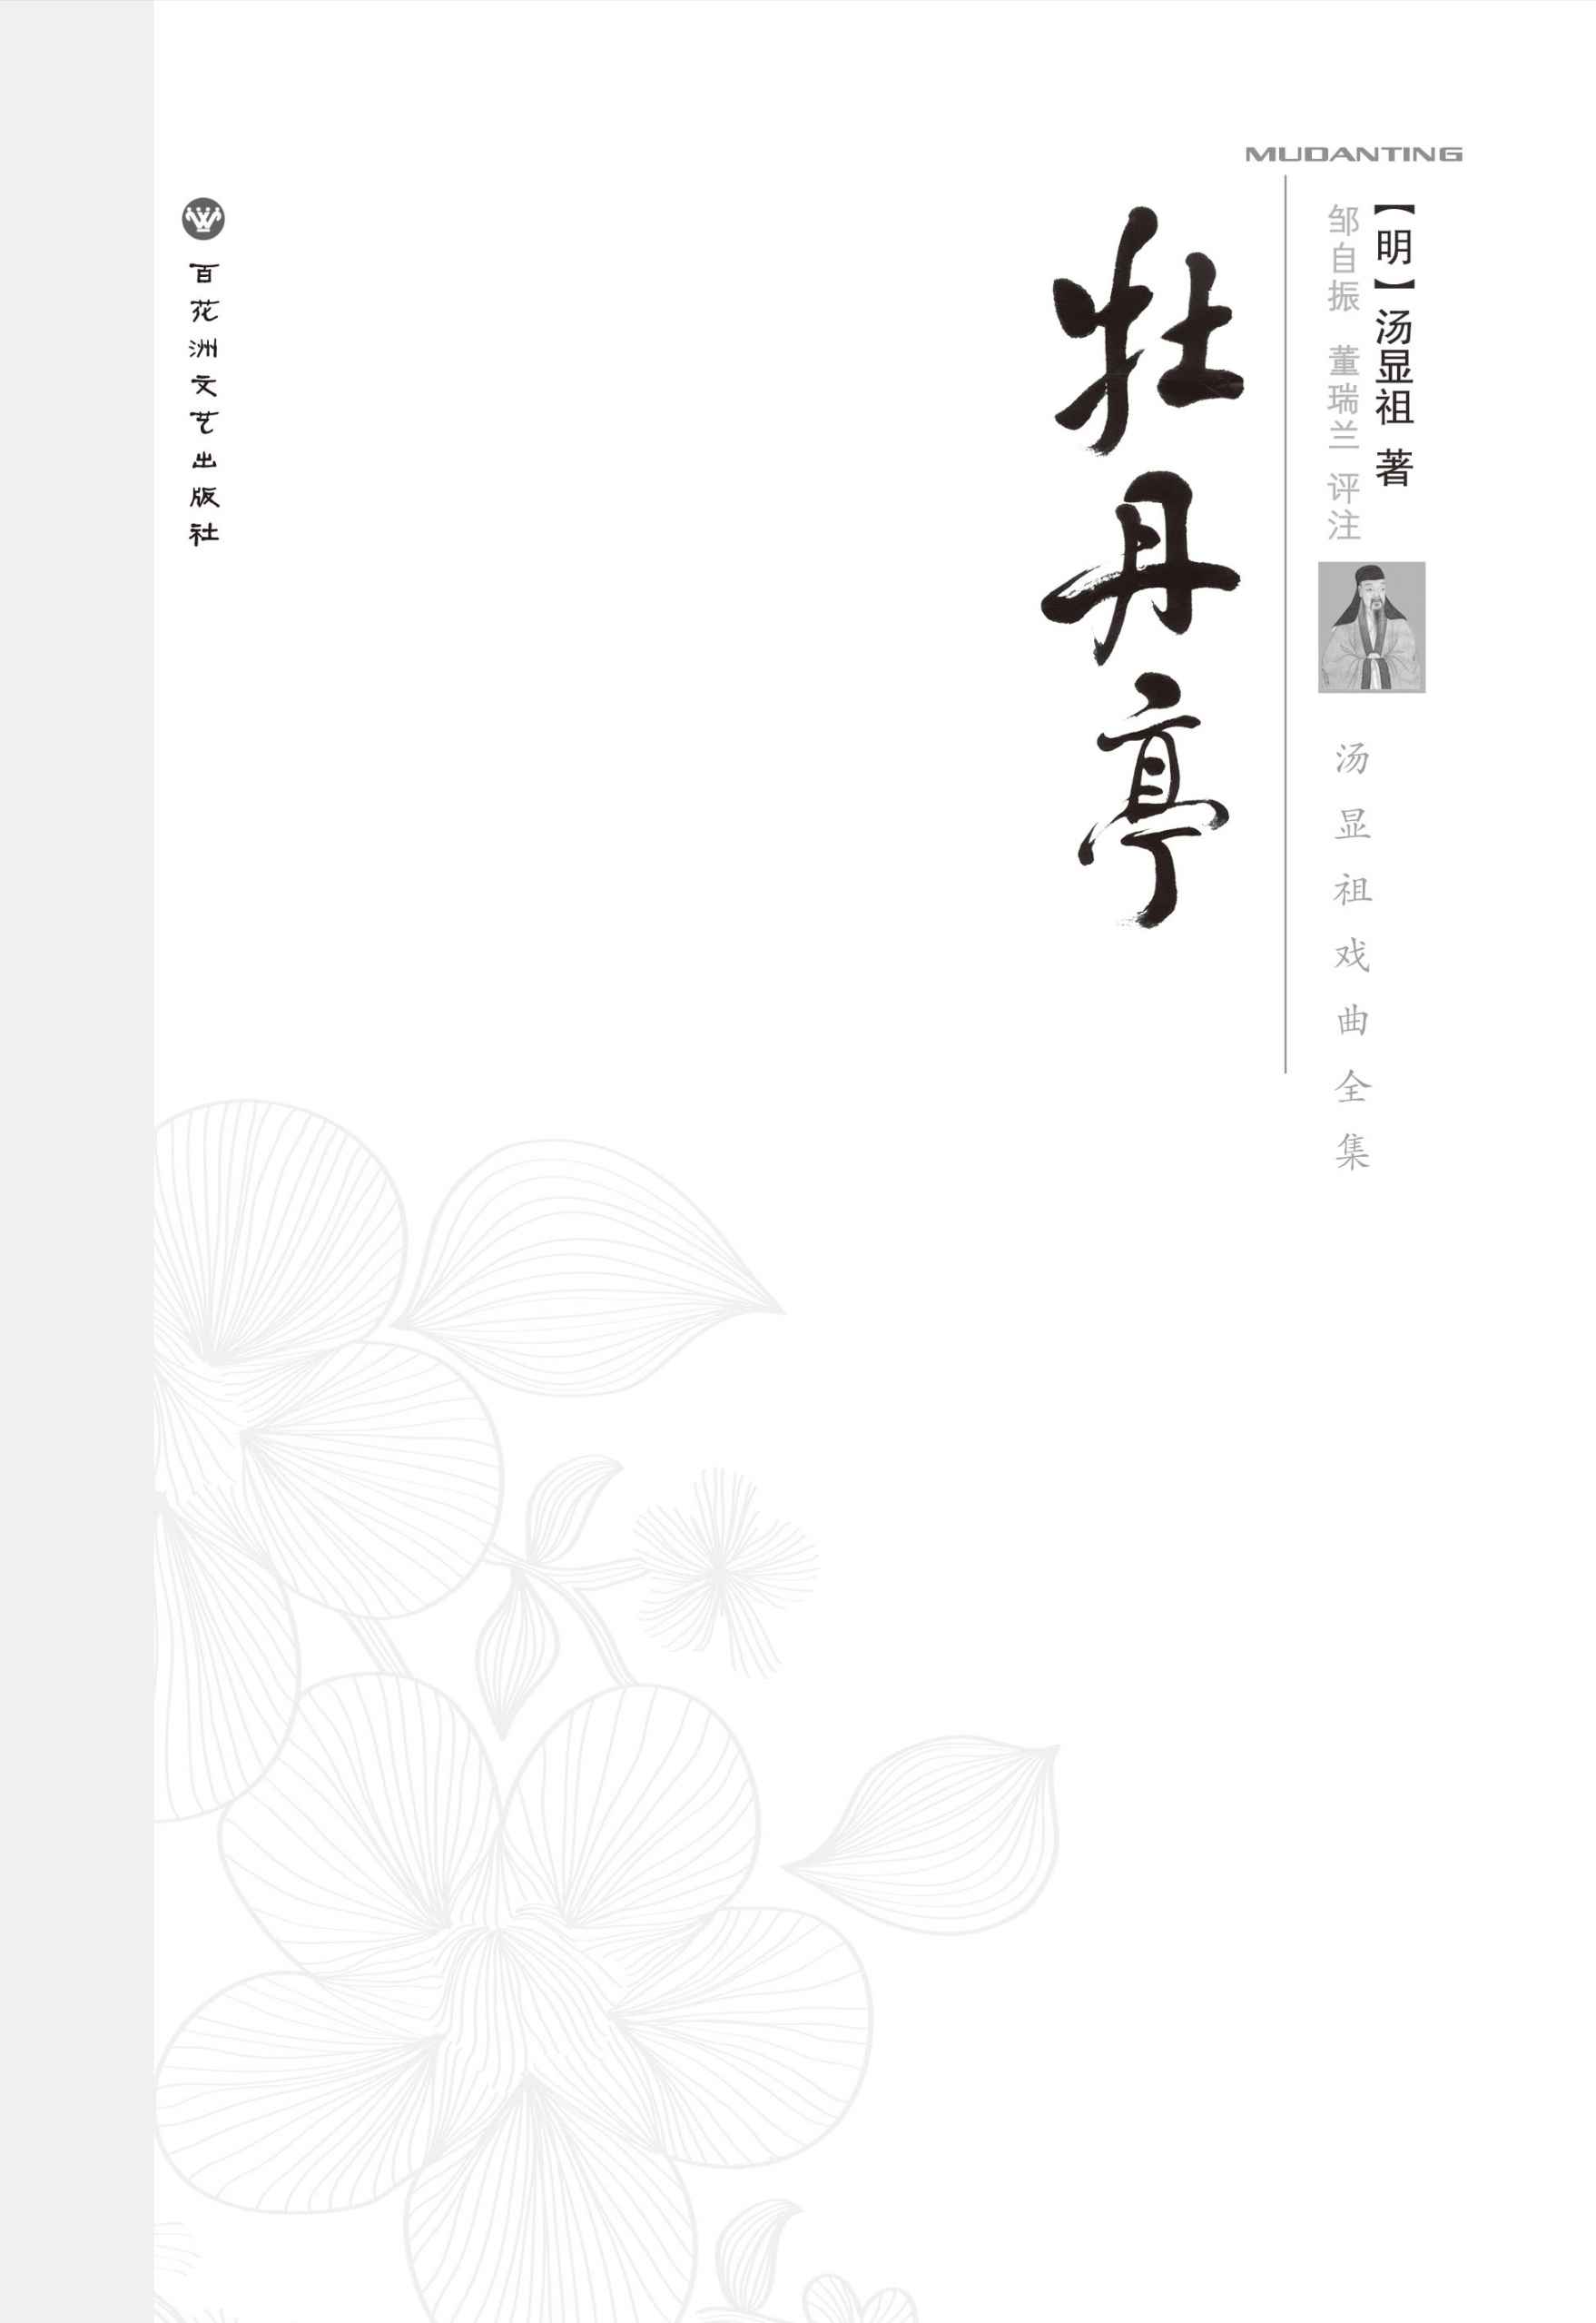 MUDANTING
【明】汤显祖 著
邹自振 董瑞兰 评注
汤显祖戏曲全集
牡丹亭
百花洲文艺出版社